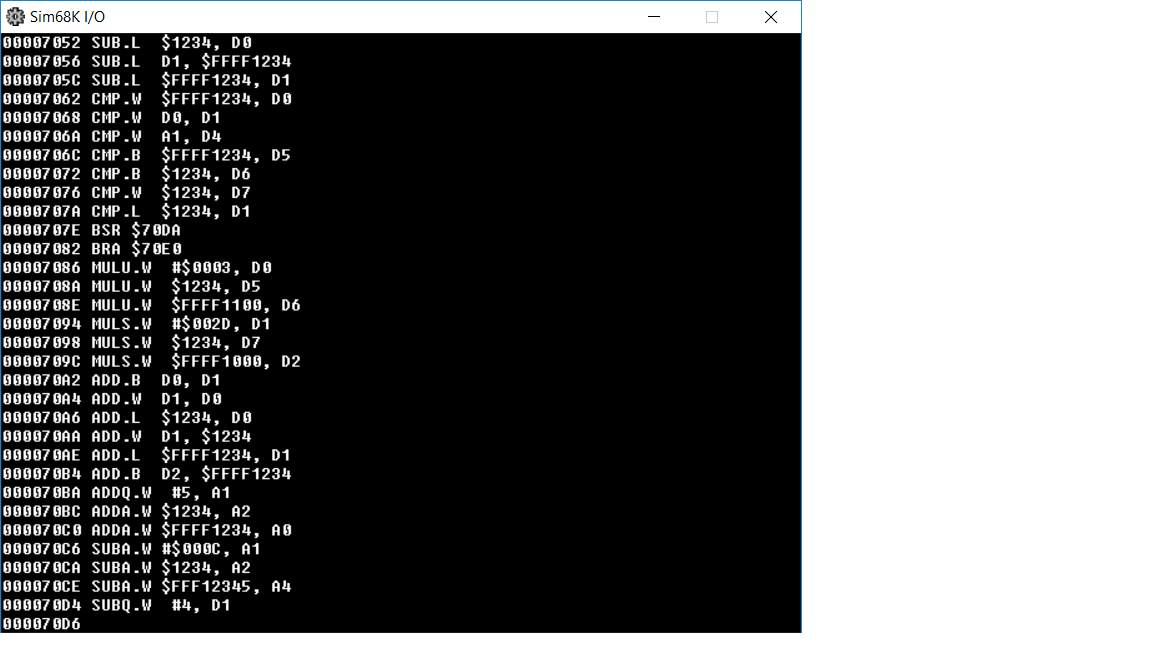 Sim68K I/O
00007052 SUB.L  $1234, D0
00007056 SUB.L  D1, $FFFF1234
0000705C SUB.L  $FFFF1234, D1
00007062 CMP.W  $FFFF1234, D0
00007068 CMP.W  D0, D1
0000706A CMP.W  A1, D4
0000706C CMP.B  $FFFF1234, D5
00007072 CMP.B  $1234, D6
00007076 CMP.W  $1234, D7
0000707A CMP.L  $1234, D1
0000707E BSR $70DA
00007082 BRA $70E0
00007086 MULU.W  #$0003, D0
0000708A MULU.W  $1234, D5
0000708E MULU.W  $FFFF1100, D6
00007094 MULS.W  #$002D, D1
00007098 MULS.W  $1234, D7
0000709C MULS.W  $FFFF1000, D2
000070A2 ADD.B  D0, D1
000070A4 ADD.W  D1, D0
000070A6 ADD.L  $1234, D0
000070AA ADD.W  D1, $1234
000070AE ADD.L  $FFFF1234, D1
000070B4 ADD.B  D2, $FFFF1234
000070BA ADDQ.W  #5, A1
000070BC ADDA.W $1234, A2
000070C0 ADDA.W $FFFF1234, A0
000070C6 SUBA.W #$000C, A1
000070CA SUBA.W $1234, A2
000070CE SUBA.W $FFF12345, A4
000070D4 SUBQ.W  #4, D1
000070D6